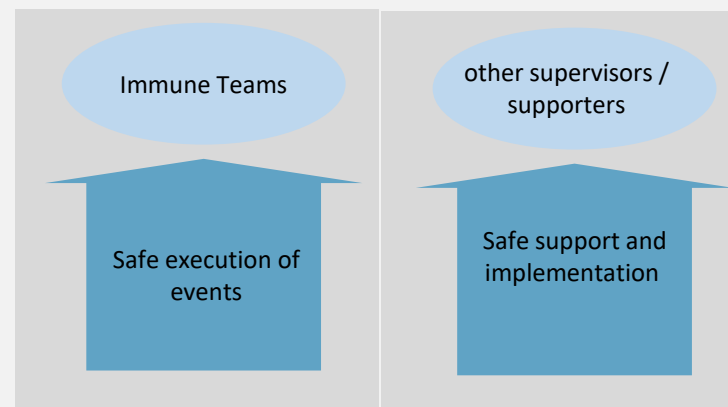 Immune Teams
Safe execution of
events
other supervisors /
supporters
Safe support and
implementation